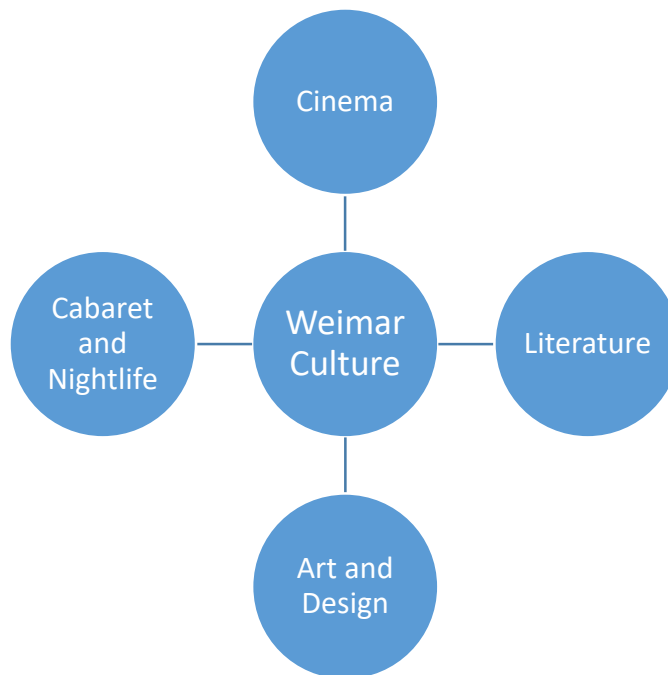 Cinema
Cabaret
and
Nightlife
Weimar
Culture
Literature
Art and
Design